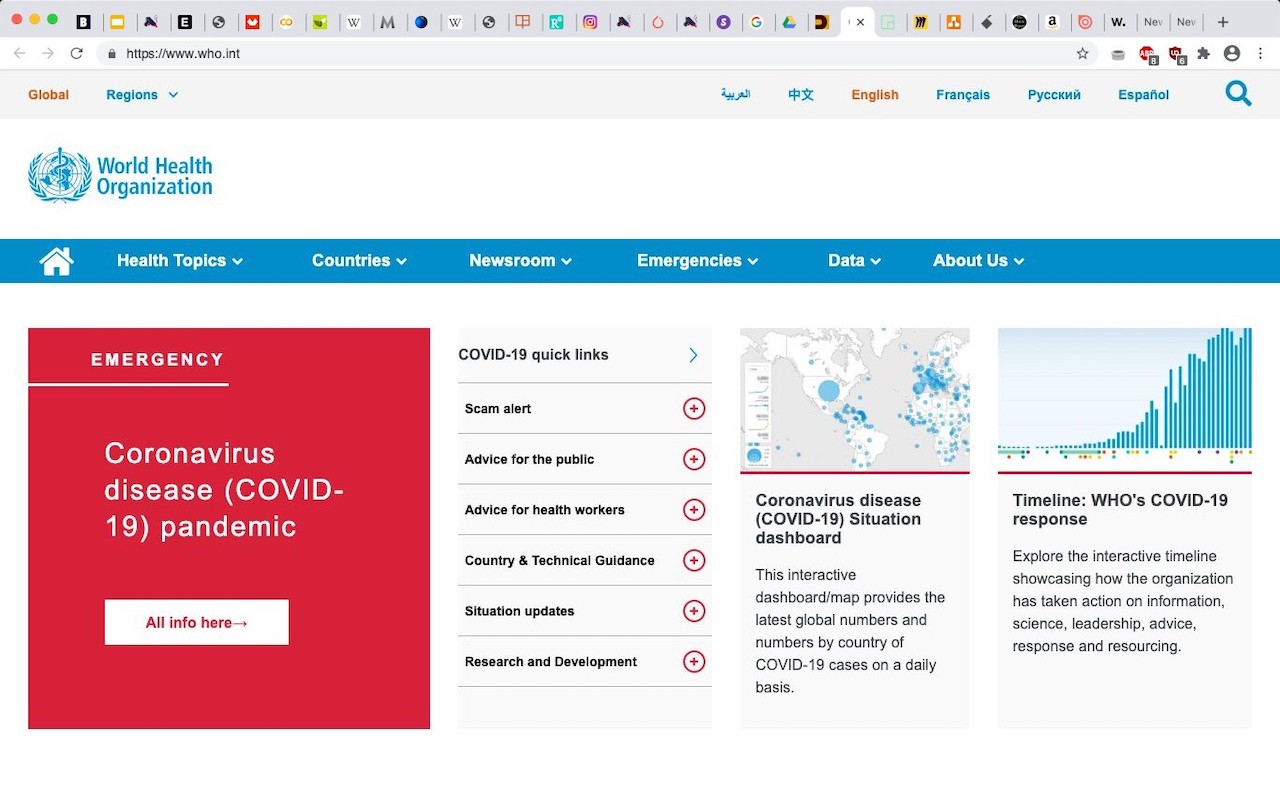 New
New
https://www.who.int
8
6
Global
Regions
العربية
中文
English
Français
Русский
Español
World Health
Organization
Health Topics
Countries
Newsroom
Emergencies
Data
About Us
EMERGENCY
Coronavirus
disease (COVID-
19) pandemic
All info here→
COVID-19 quick links
Scam alert
Advice for the public
Advice for health workers
Country & Technical Guidance
Situation updates
Research and Development
Coronavirus disease
(COVID-19) Situation
dashboard
This interactive
dashboard/map provides the
latest global numbers and
numbers by country of
COVID-19 cases on a daily
basis.
Timeline: WHO's COVID-19
response
Explore the interactive timeline
showcasing how the organization
has taken action on information,
science, leadership, advice,
response and resourcing.